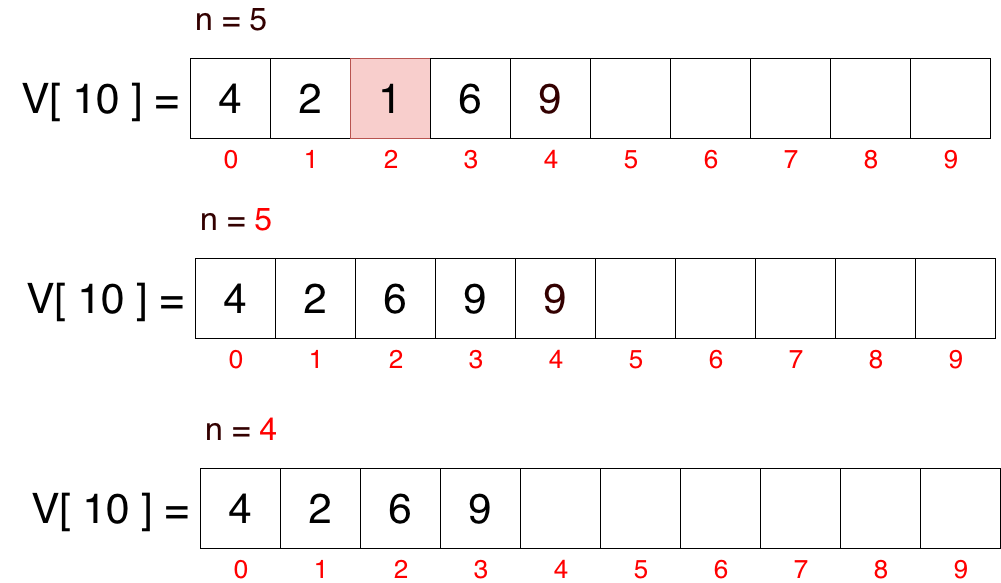 n = 5
V[ 10 ] = 4 2 1 6 9
0 1 2 3 4 5 6 7 8 9
n = 5
V[ 10 ] = 4 2 6 9 9
0 1 2 3 4 5 6 7 8 9
n = 4
V[ 10 ] = 4 2 6 9
0 1 2 3 4 5 6 7 8 9